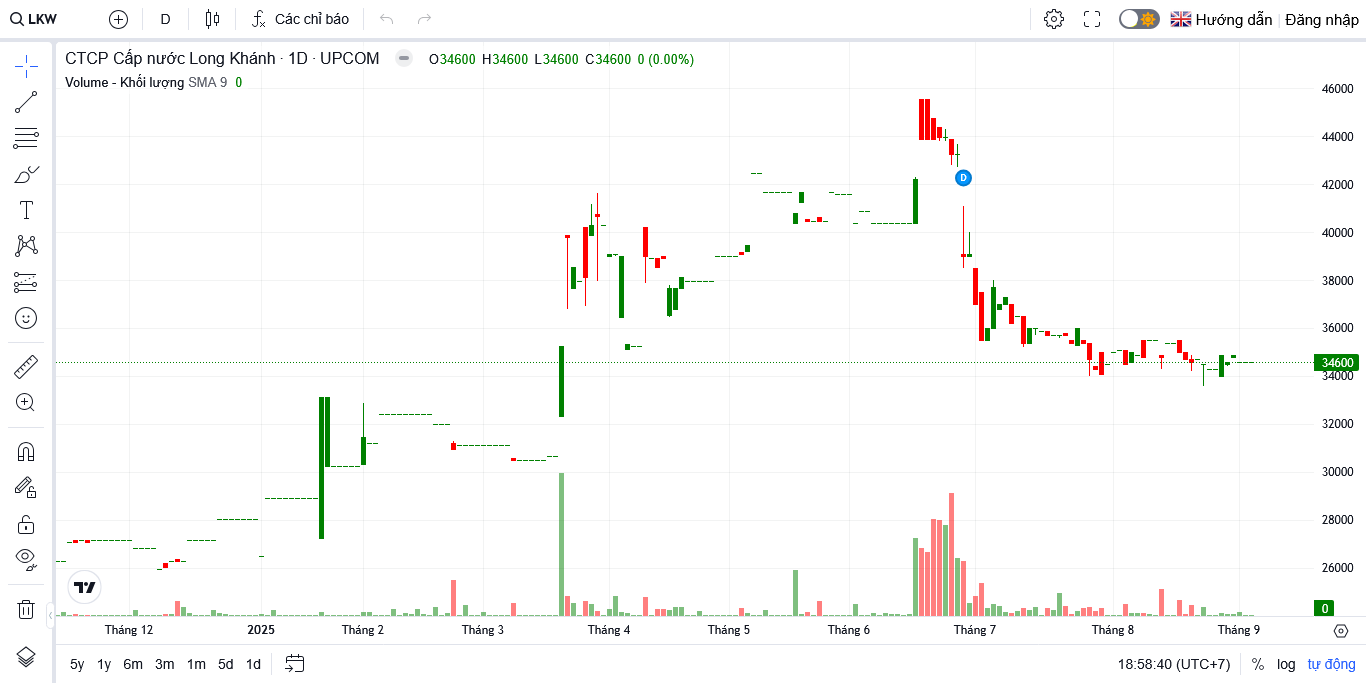 LKW D Các chỉ báo Hướng dẫn Đăng nhập
CTCP Cấp nước Long Khánh · 1D · UPCOM O34600 H34600 L34600 C34600 0 (0.00%)
Volume - Khối lượng SMA 9 0
46000
44000
D
42000
40000
38000
36000
34600
34000
32000
30000
28000
26000
0
Tháng 12 2025 Tháng 2 Tháng 3 Tháng 4 Tháng 5 Tháng 6 Tháng 7 Tháng 8 Tháng 9
5y 1y 6m 3m 1m 5d 1d 18:58:40 (UTC+7) % log tự động